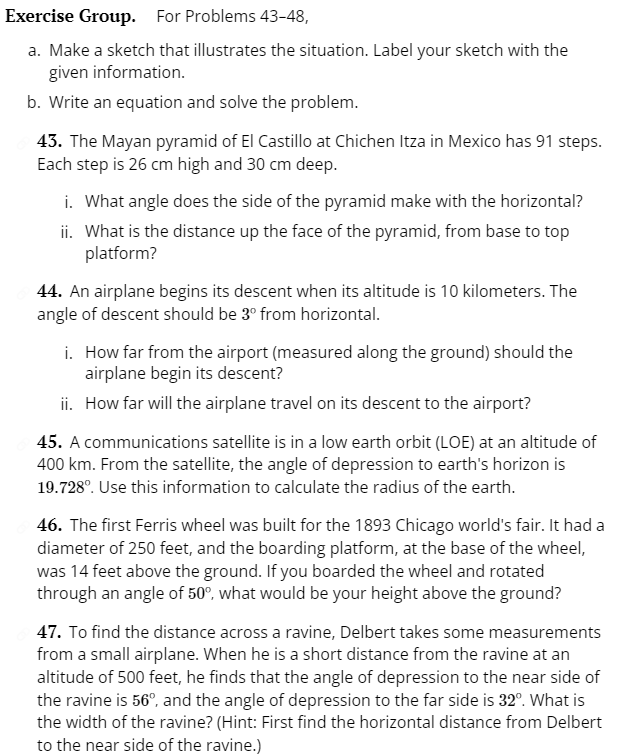 Exercise Group. For Problems 43–48,
a. Make a sketch that illustrates the situation. Label your sketch with the
given information.
b. Write an equation and solve the problem.
43. The Mayan pyramid of El Castillo at Chichen Itza in Mexico has 91 steps.
Each step is 26 cm high and 30 cm deep.
i. What angle does the side of the pyramid make with the horizontal?
ii. What is the distance up the face of the pyramid, from base to top
platform?
44. An airplane begins its descent when its altitude is 10 kilometers. The
angle of descent should be 3° from horizontal.
i. How far from the airport (measured along the ground) should the
airplane begin its descent?
ii. How far will the airplane travel on its descent to the airport?
45. A communications satellite is in a low earth orbit (LOE) at an altitude of
400 km. From the satellite, the angle of depression to earth's horizon is
19.728°. Use this information to calculate the radius of the earth.
46. The first Ferris wheel was built for the 1893 Chicago world's fair. It had a
diameter of 250 feet, and the boarding platform, at the base of the wheel,
was 14 feet above the ground. If you boarded the wheel and rotated
through an angle of 50°, what would be your height above the ground?
47. To find the distance across a ravine, Delbert takes some measurements
from a small airplane. When he is a short distance from the ravine at an
altitude of 500 feet, he finds that the angle of depression to the near side of
the ravine is 56°, and the angle of depression to the far side is 32°. What is
the width of the ravine? (Hint: First find the horizontal distance from Delbert
to the near side of the ravine.)